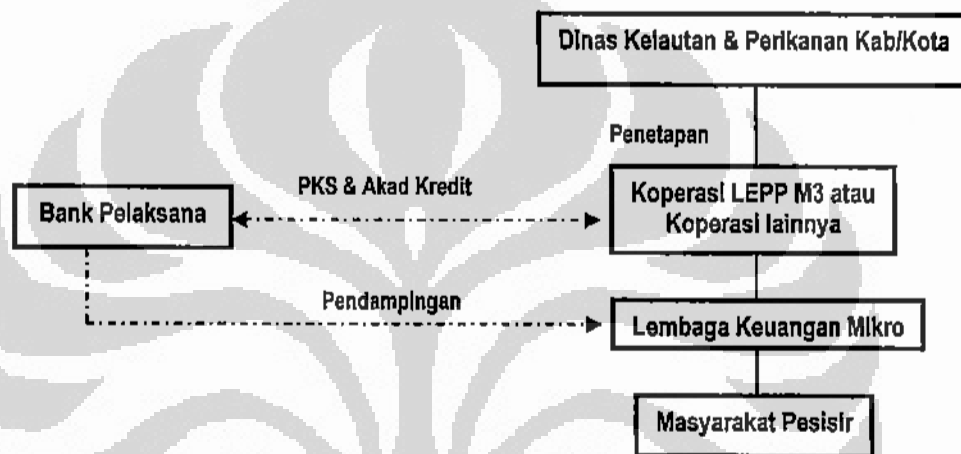 Dinas Kelautan & Perikanan Kab/Kota
Penetapan
PKS & Akad Kredit
Bank Pelaksana
Koperasi LEPP M3 atau
Koperasi lainnya
Pendampingan
Lembaga Keuangan Mikro
Masyarakat Pesisir